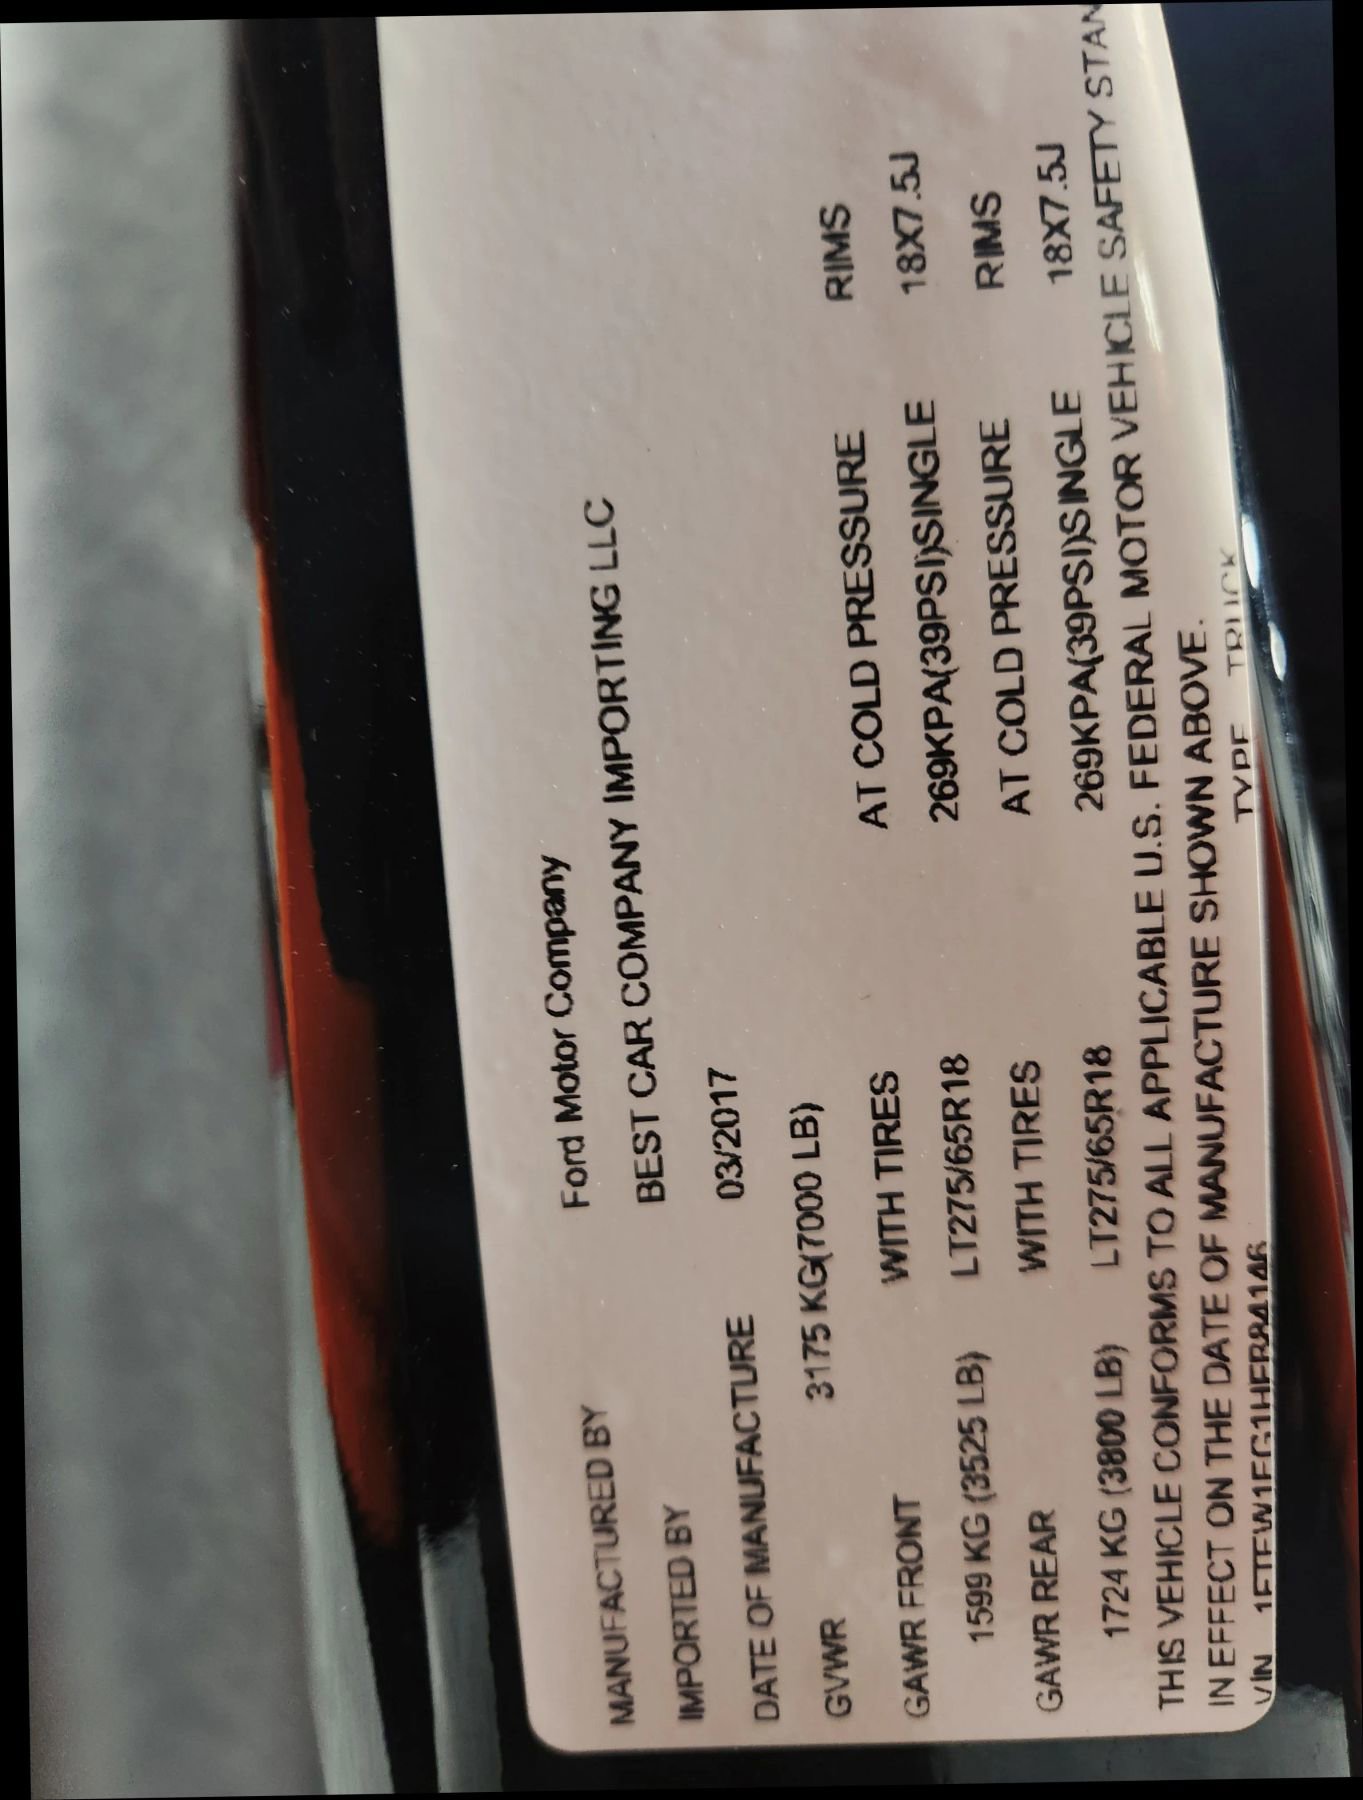 MANUFACTURED BY Ford Motor Company
IMPORTED BY BEST CAR COMPANY IMPORTING LLC
DATE OF MANUFACTURE 03/2017
GVWR 3175 KG(7000 LB)
GAWR FRONT WITH TIRES AT COLD PRESSURE RIMS
1599 KG (3525 LB) LT275/65R18 269KPA(39PSI)SINGLE 18X7.5J
GAWR REAR WITH TIRES AT COLD PRESSURE RIMS
1724 KG (3800 LB) LT275/65R18 269KPA(39PSI)SINGLE 18X7.5J
THIS VEHICLE CONFORMS TO ALL APPLICABLE U.S. FEDERAL MOTOR VEHICLE SAFETY STAN
IN EFFECT ON THE DATE OF MANUFACTURE SHOWN ABOVE.
VIN TYPE TRUCK